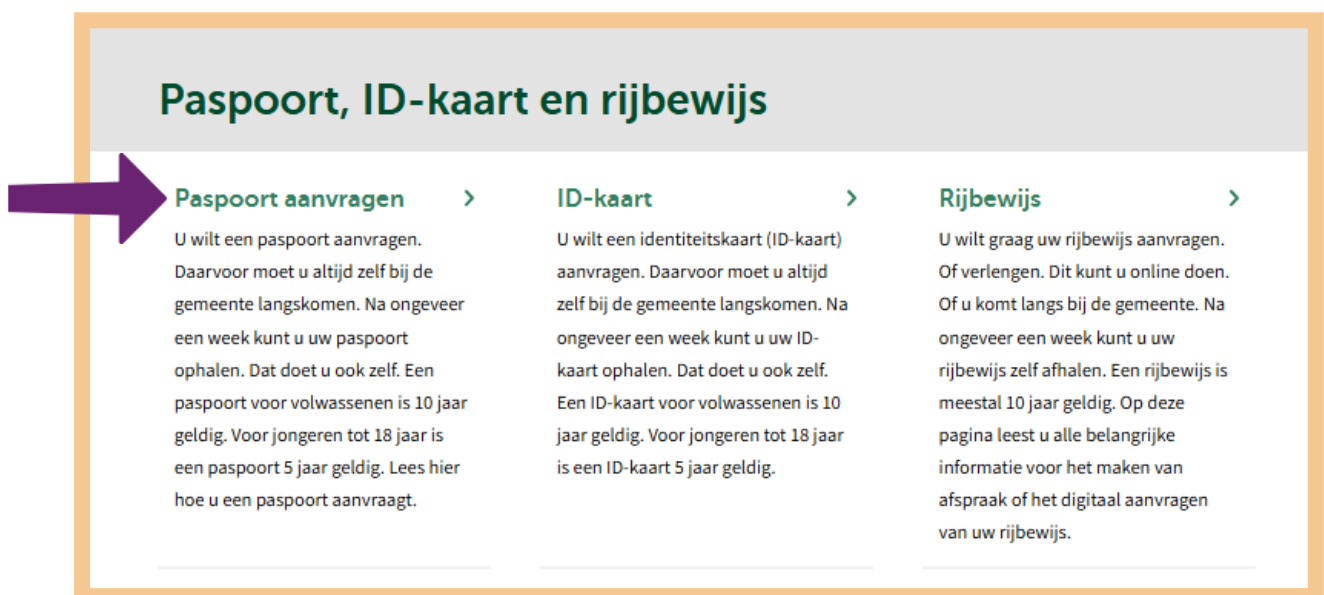 Paspoort, ID-kaart en rijbewijs
Paspoort aanvragen
U wilt een paspoort aanvragen.
Daarvoor moet u altijd zelf bij de
gemeente langskomen. Na ongeveer
een week kunt u uw paspoort
ophalen. Dat doet u ook zelf. Een
paspoort voor volwassenen is 10 jaar
geldig. Voor jongeren tot 18 jaar is
een paspoort 5 jaar geldig. Lees hier
hoe u een paspoort aanvraagt.
ID-kaart
U wilt een identiteitskaart (ID-kaart)
aanvragen. Daarvoor moet u altijd
zelf bij de gemeente langskomen. Na
ongeveer een week kunt u uw ID-
kaart ophalen. Dat doet u ook zelf.
Een ID-kaart voor volwassenen is 10
jaar geldig. Voor jongeren tot 18 jaar
is een ID-kaart 5 jaar geldig.
Rijbewijs
U wilt graag uw rijbewijs aanvragen.
Of verlengen. Dit kunt u online doen.
Of u komt langs bij de gemeente. Na
ongeveer een week kunt u uw
rijbewijs zelf afhalen. Een rijbewijs is
meestal 10 jaar geldig. Op deze
pagina leest u alle belangrijke
informatie voor het maken van
afspraak of het digitaal aanvragen
van uw rijbewijs.